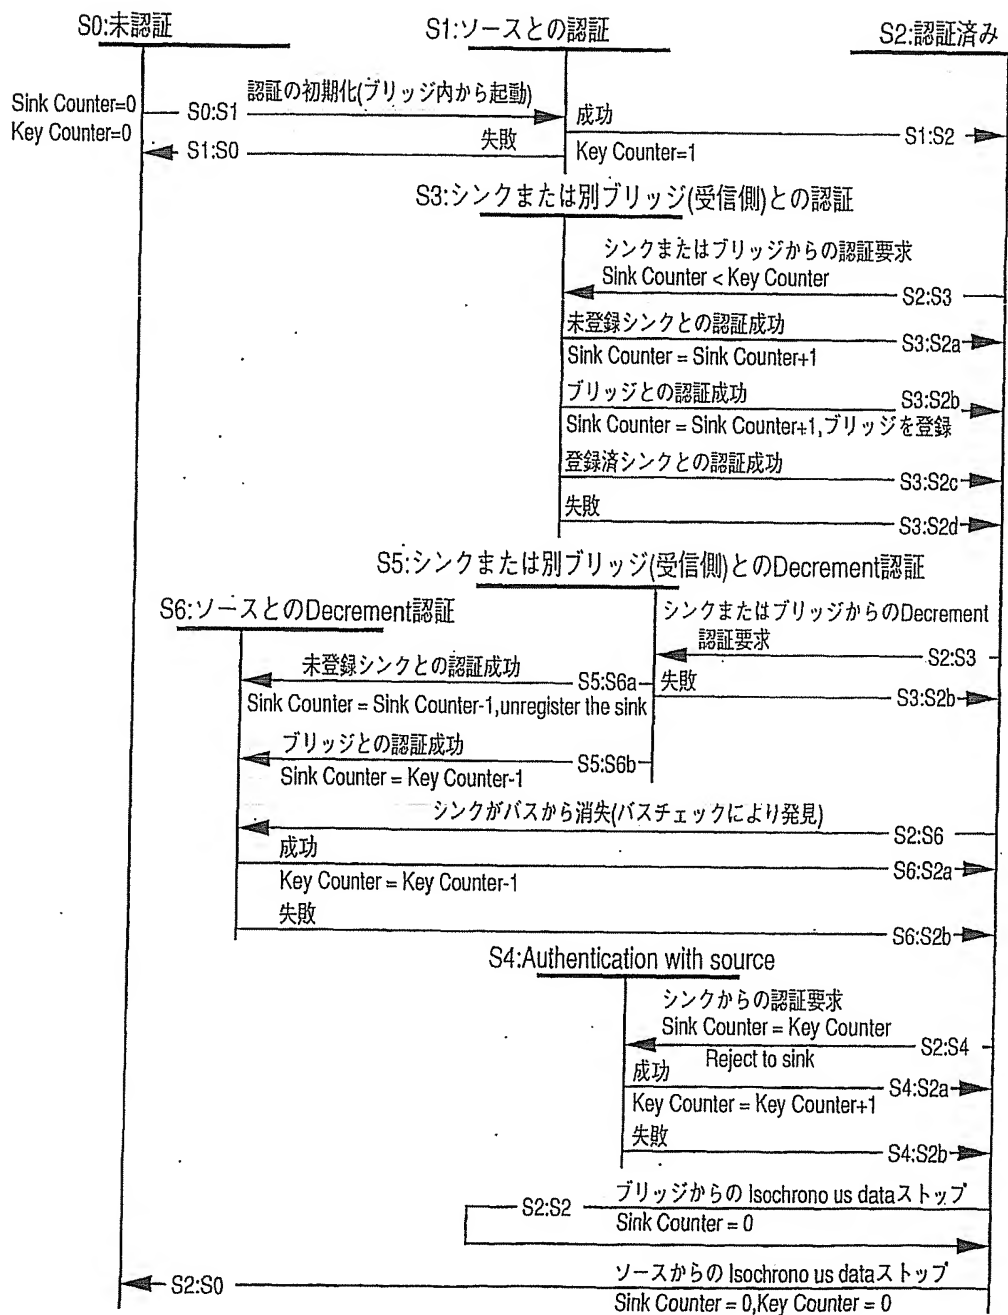 S0:未認証
S1:ソースとの認証
S2:認証済み
Sink Counter=0
Key Counter=0
S0:S1
認証の初期化(ブリッジ内から起動)
成功
S1:S2
Key Counter=1
失敗
S1:S0
S3:シンクまたは別ブリッジ(受信側)との認証
シンクまたはブリッジからの認証要求
Sink Counter < Key Counter
S2:S3
未登録シンクとの認証成功
S3:S2a
Sink Counter = Sink Counter+1
ブリッジとの認証成功
S3:S2b
Sink Counter = Sink Counter+1,ブリッジを登録
登録済シンクとの認証成功
S3:S2c
失敗
S3:S2d
S5:シンクまたは別ブリッジ(受信側)とのDecrement認証
S6:ソースとのDecrement認証
シンクまたはブリッジからのDecrement
認証要求
S2:S3
未登録シンクとの認証成功
S5:S6a
失敗
S3:S2b
Sink Counter = Sink Counter-1,unregister the sink
ブリッジとの認証成功
S5:S6b
Sink Counter = Key Counter-1
シンクがバスから消失(バスチェックにより発見)
S2:S6
成功
S6:S2a
Key Counter = Key Counter-1
失敗
S6:S2b
S4:Authentication with source
シンクからの認証要求
Sink Counter = Key Counter
S2:S4
Reject to sink
成功
S4:S2a
Key Counter = Key Counter+1
失敗
S4:S2b
S2:S2
ブリッジからの Isochrono us dataストップ
Sink Counter = 0
S2:S0
ソースからの Isochrono us dataストップ
Sink Counter = 0,Key Counter = 0